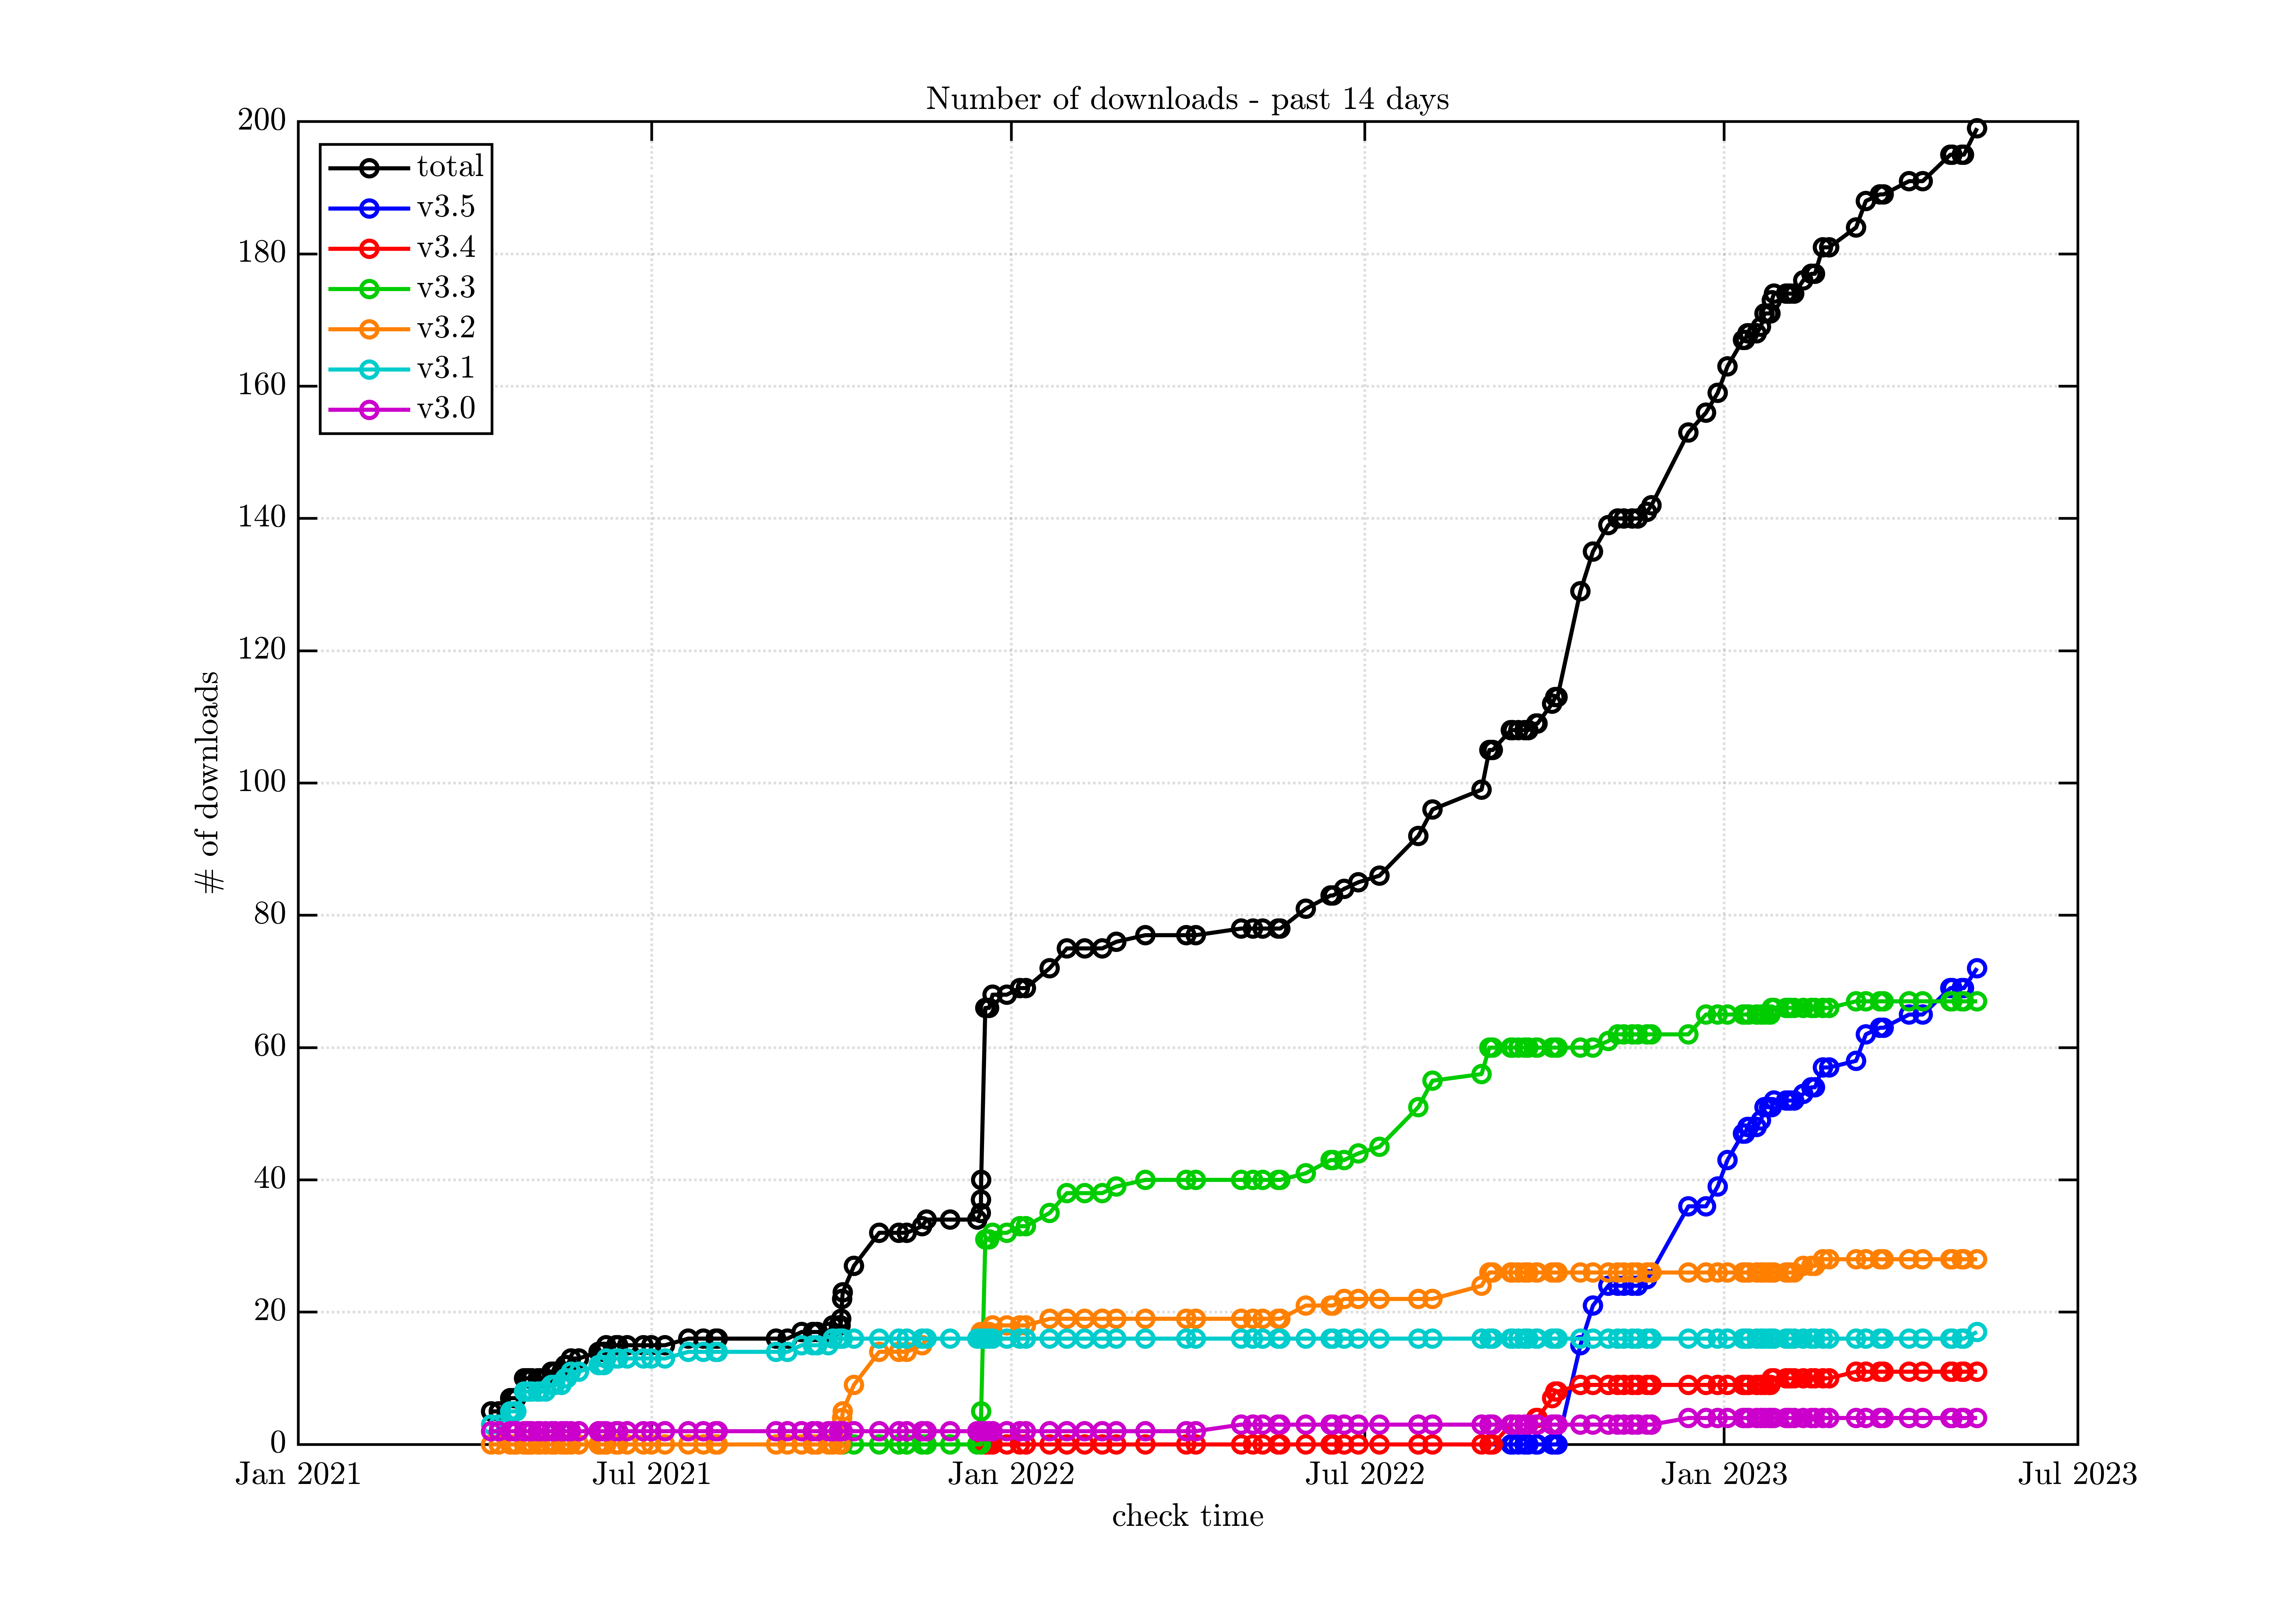 Number of downloads - past 14 days
200
180
160
140
120
100
80
60
40
20
0
# of downloads
total
v3.5
v3.4
v3.3
v3.2
v3.1
v3.0
Jan 2021
Jul 2021
Jan 2022
Jul 2022
Jan 2023
Jul 2023
check time